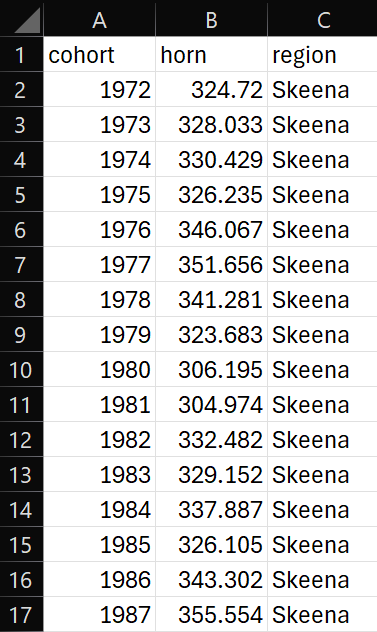 A B C
1 cohort horn region
2 1972 324.72 Skeena
3 1973 328.033 Skeena
4 1974 330.429 Skeena
5 1975 326.235 Skeena
6 1976 346.067 Skeena
7 1977 351.656 Skeena
8 1978 341.281 Skeena
9 1979 323.683 Skeena
10 1980 306.195 Skeena
11 1981 304.974 Skeena
12 1982 332.482 Skeena
13 1983 329.152 Skeena
14 1984 337.887 Skeena
15 1985 326.105 Skeena
16 1986 343.302 Skeena
17 1987 355.554 Skeena